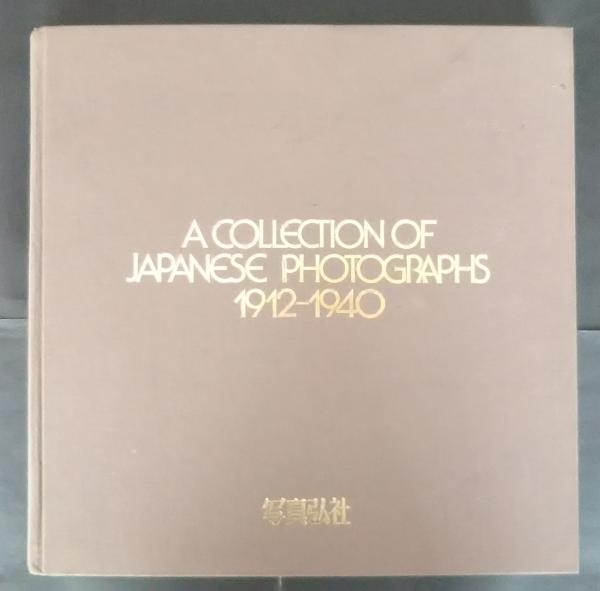 A COLLECTION OF
JAPANESE PHOTOGRAPHS
1912-1940
写真弘社